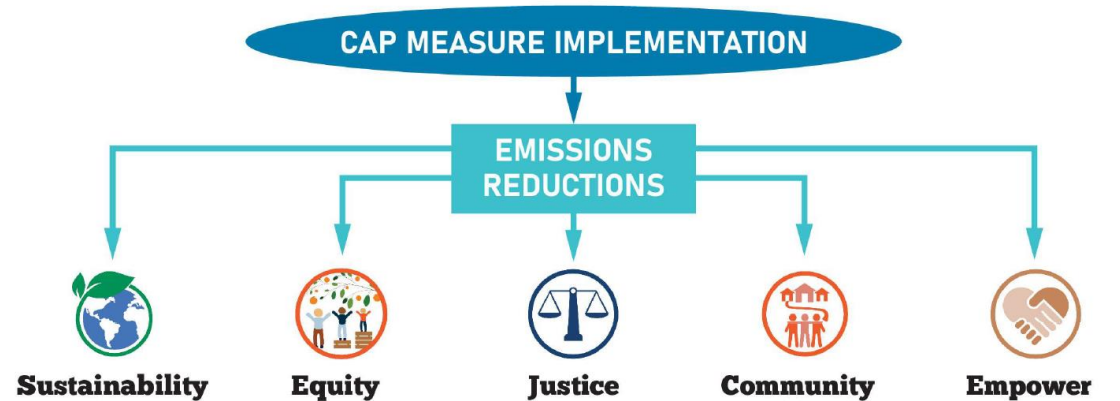 CAP MEASURE IMPLEMENTATION
EMISSIONS
REDUCTIONS
Sustainability
Equity
Justice
Community
Empower